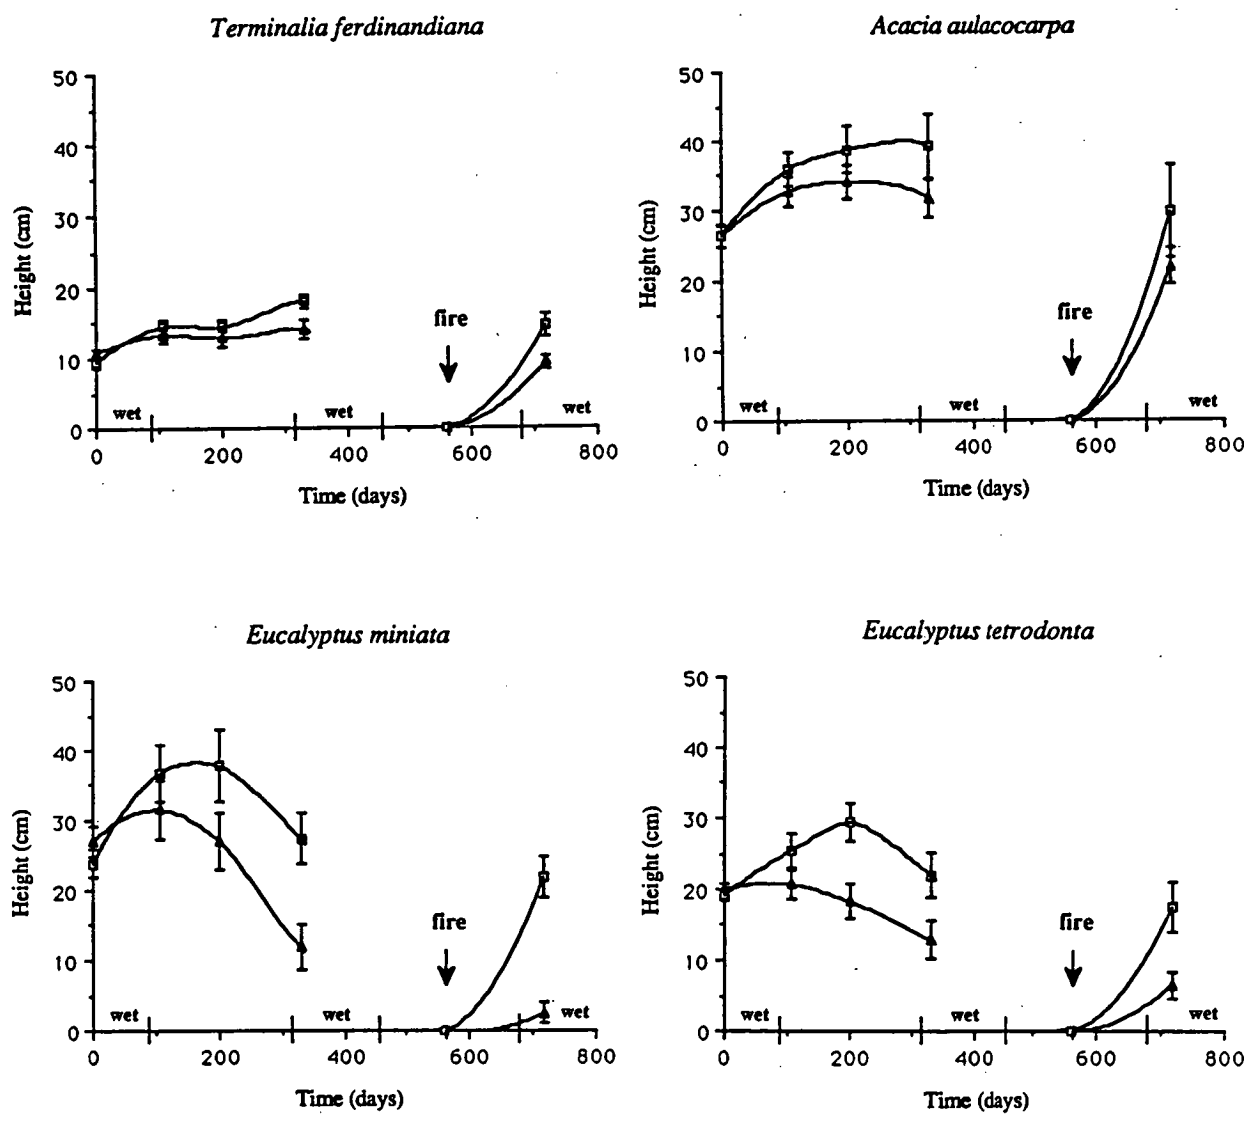 Terminalia ferdinandiana
50
40
30
20
10
0
Height (cm)
fire
wet
wet
wet
0 200 400 600 800
Time (days)
Acacia aulacocarpa
50
40
30
20
10
0
Height (cm)
fire
wet
wet
wet
0 200 400 600 800
Time (days)
Eucalyptus miniata
50
40
30
20
10
0
Height (cm)
fire
wet
wet
wet
0 200 400 600 800
Time (days)
Eucalyptus tetrodonta
50
40
30
20
10
0
Height (cm)
fire
wet
wet
wet
0 200 400 600 800
Time (days)